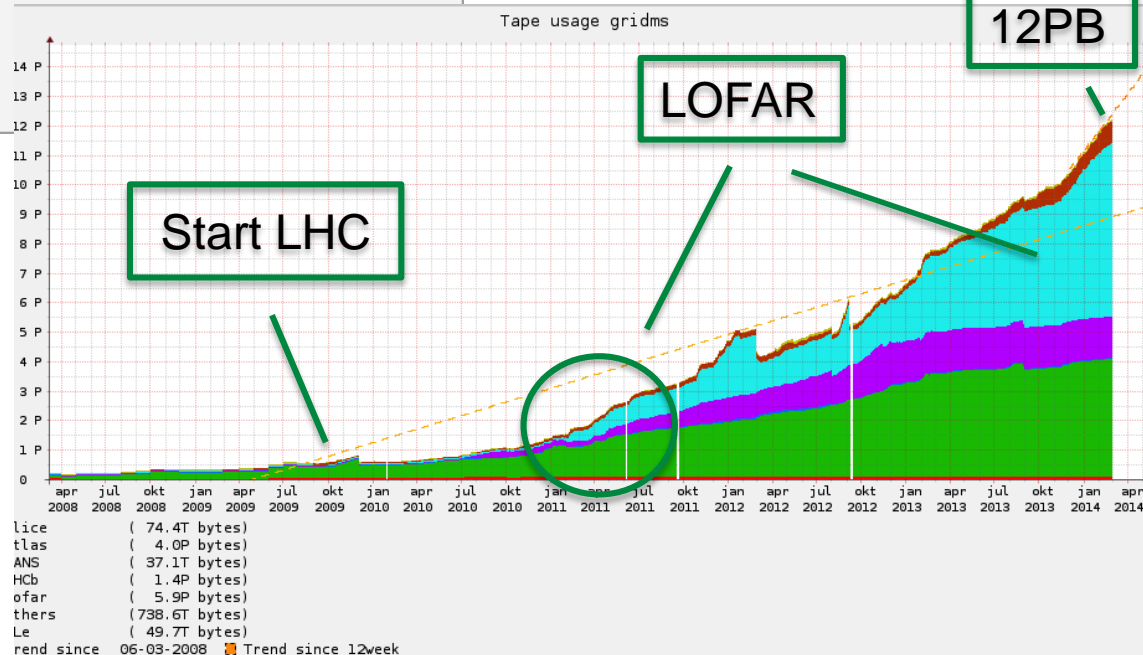 Tape usage gridms
12PB
LOFAR
Start LHC
14 P
13 P
12 P
11 P
10 P
9 P
8 P
7 P
6 P
5 P
4 P
3 P
2 P
1 P
0
apr jul okt jan apr jul okt jan apr jul okt jan apr jul okt jan apr jul okt jan apr jul okt jan apr
2008 2008 2008 2009 2009 2009 2009 2010 2010 2010 2010 2011 2011 2011 2011 2012 2012 2012 2012 2013 2013 2013 2013 2014 2014
lice ( 74.4T bytes)
tlas ( 4.0P bytes)
ANS ( 37.1T bytes)
HCb ( 1.4P bytes)
ofar ( 5.9P bytes)
thers (738.6T bytes)
Le ( 49.7T bytes)
rend since 06-03-2008 Trend since 12week